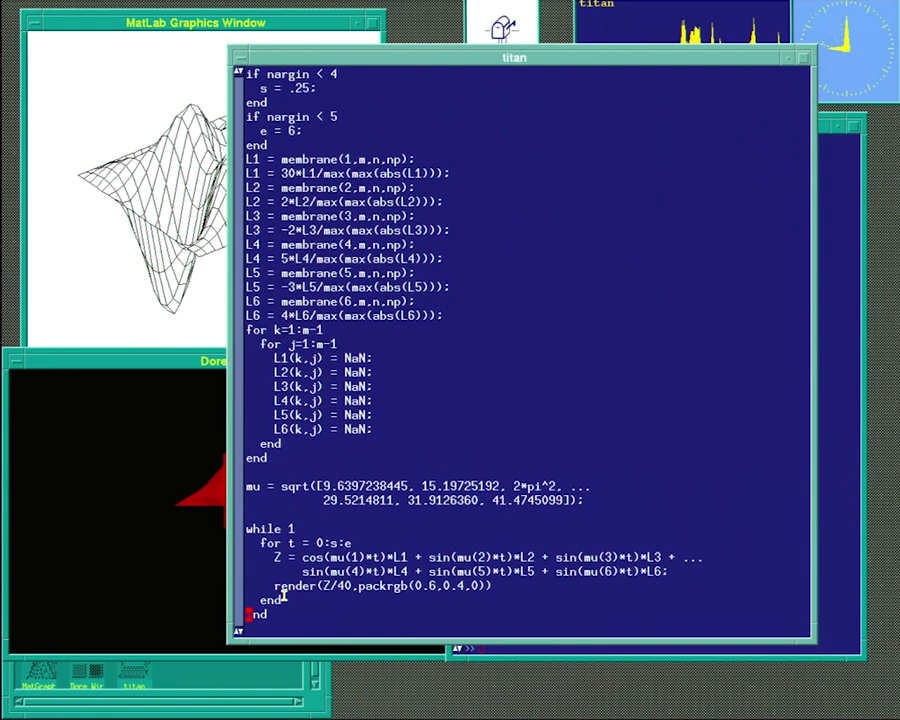 MatLab Graphics Window
titan
titan
if nargin < 4
s = .25;
end
if nargin < 5
e = 6;
end
L1 = membrane(1,m,n,np);
L1 = 30*L1/max(max(abs(L1)));
L2 = membrane(2,m,n,np);
L2 = 2*L2/max(max(abs(L2)));
L3 = membrane(3,m,n,np);
L3 = -2*L3/max(max(abs(L3)));
L4 = membrane(4,m,n,np);
L4 = 5*L4/max(max(abs(L4)));
L5 = membrane(5,m,n,np);
L5 = -3*L5/max(max(abs(L5)));
L6 = membrane(6,m,n,np);
L6 = 4*L6/max(max(abs(L6)));
for k=1:m-1
for j=1:m-1
L1(k,j) = NaN;
L2(k,j) = NaN;
L3(k,j) = NaN;
L4(k,j) = NaN;
L5(k,j) = NaN;
L6(k,j) = NaN;
end
end
mu = sqrt([9.6397238445, 15.19725192, 2*pi^2, ...
29.5214811, 31.9126360, 41.4745099]);
while 1
for t = 0:s:e
Z = cos(mu(1)*t)*L1 + sin(mu(2)*t)*L2 + sin(mu(3)*t)*L3 + ...
sin(mu(4)*t)*L4 + sin(mu(5)*t)*L5 + sin(mu(6)*t)*L6;
render(Z/40,packrgb(0.6,0.4,0))
end
end
Dore
>>
MatGraph
Dore Wir
titan